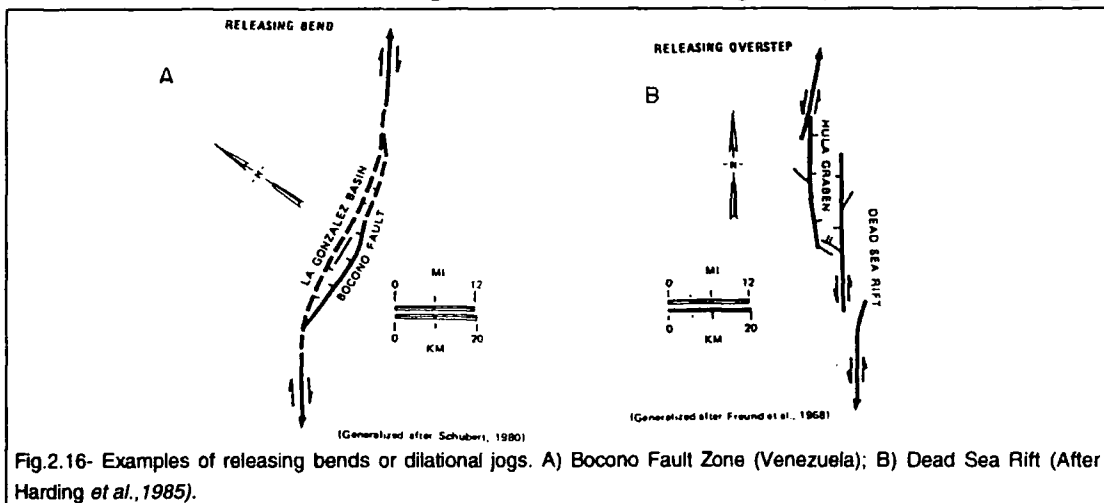 RELEASING BEND
A
N
LA GONZALEZ BASIN
BOCONO FAULT
MI
0 12
0 20
KM
(Generalized after Schubert, 1980)
RELEASING OVERSTEP
B
N
HULA GRABEN
DEAD SEA RIFT
MI
0 12
0 20
KM
(Generalized after Freund et al., 1968)
Fig.2.16- Examples of releasing bends or dilational jogs. A) Bocono Fault Zone (Venezuela); B) Dead Sea Rift (After
Harding et al.,1985).